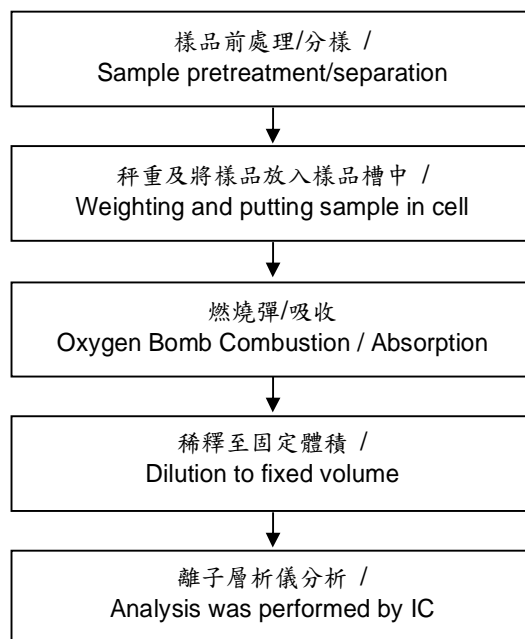 樣品前處理/分樣 /
Sample pretreatment/separation
秤重及將樣品放入樣品槽中 /
Weighting and putting sample in cell
燃燒彈/吸收
Oxygen Bomb Combustion / Absorption
稀釋至固定體積 /
Dilution to fixed volume
離子層析儀分析 /
Analysis was performed by IC